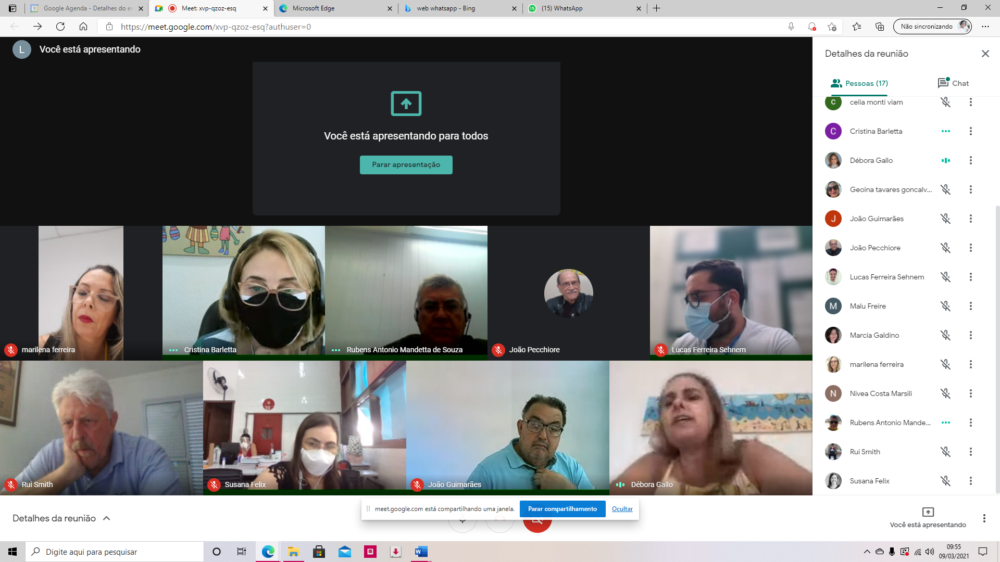 Google Agenda - Detalhes do ev
Meet: xvp-qzoz-esq
Microsoft Edge
web whatsapp - Bing
(15) WhatsApp
https://meet.google.com/xvp-qzoz-esq?authuser=0
Não sincronizando
L
Você está apresentando
Você está apresentando para todos
Parar apresentação
marilena ferreira
Cristina Barletta
Rubens Antonio Mandetta de Souza
João Pecchiore
Lucas Ferreira Sehnem
Rui Smith
Susana Felix
João Guimarães
Débora Gallo
Detalhes da reunião
Pessoas (17)
Chat
C celia monti viam
C Cristina Barletta
Débora Gallo
Geoina tavares goncalv...
J João Guimarães
João Pecchiore
Lucas Ferreira Sehnem
M Malu Freire
Marcia Galdino
marilena ferreira
N Nivea Costa Marsili
Rubens Antonio Mande...
Rui Smith
Susana Felix
Detalhes da reunião
meet.google.com está compartilhando uma janela.
Parar compartilhamento
Ocultar
Você está apresentando
Digite aqui para pesquisar
09:55
09/03/2021